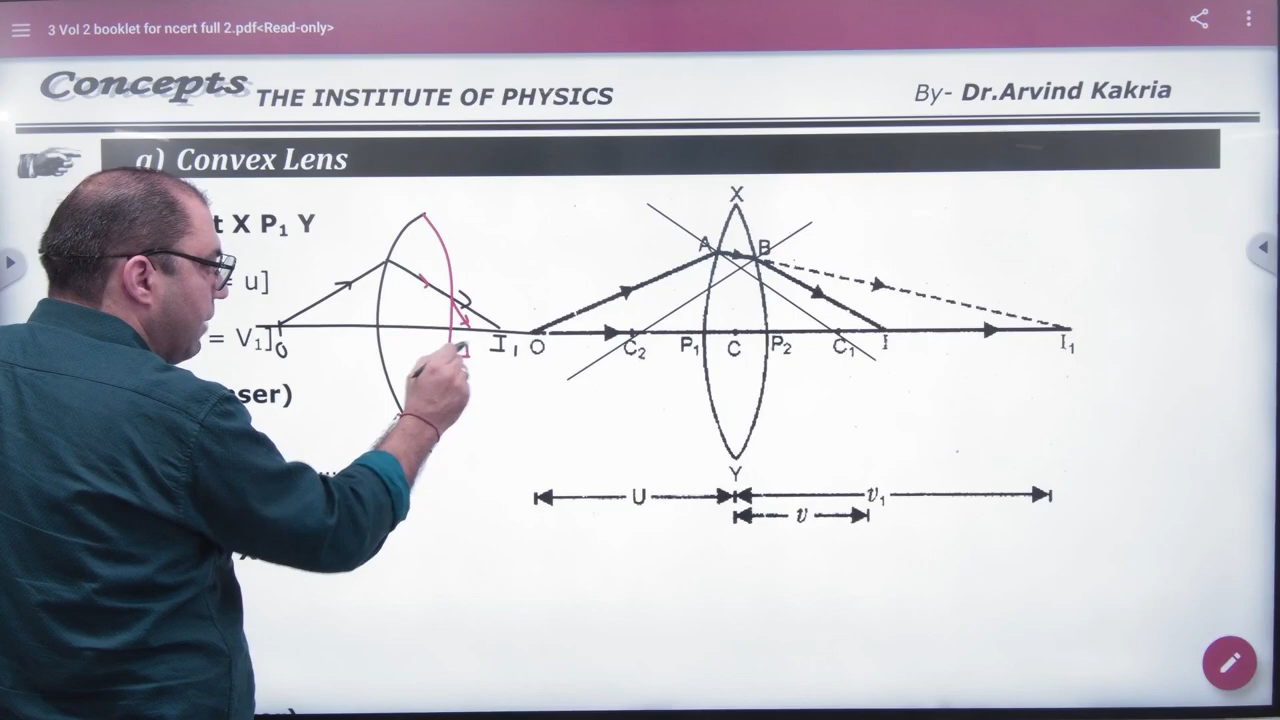 3 Vol 2 booklet for ncert full 2.pdf<Read-only>
Concepts THE INSTITUTE OF PHYSICS By- Dr.Arvind Kakria
a) Convex Lens
t X P₁ Y
u]
= V₁]
ser)
O I₁
X
A B
O C₂ P₁ C P₂ C₁ I I₁
Y
U v₁
v